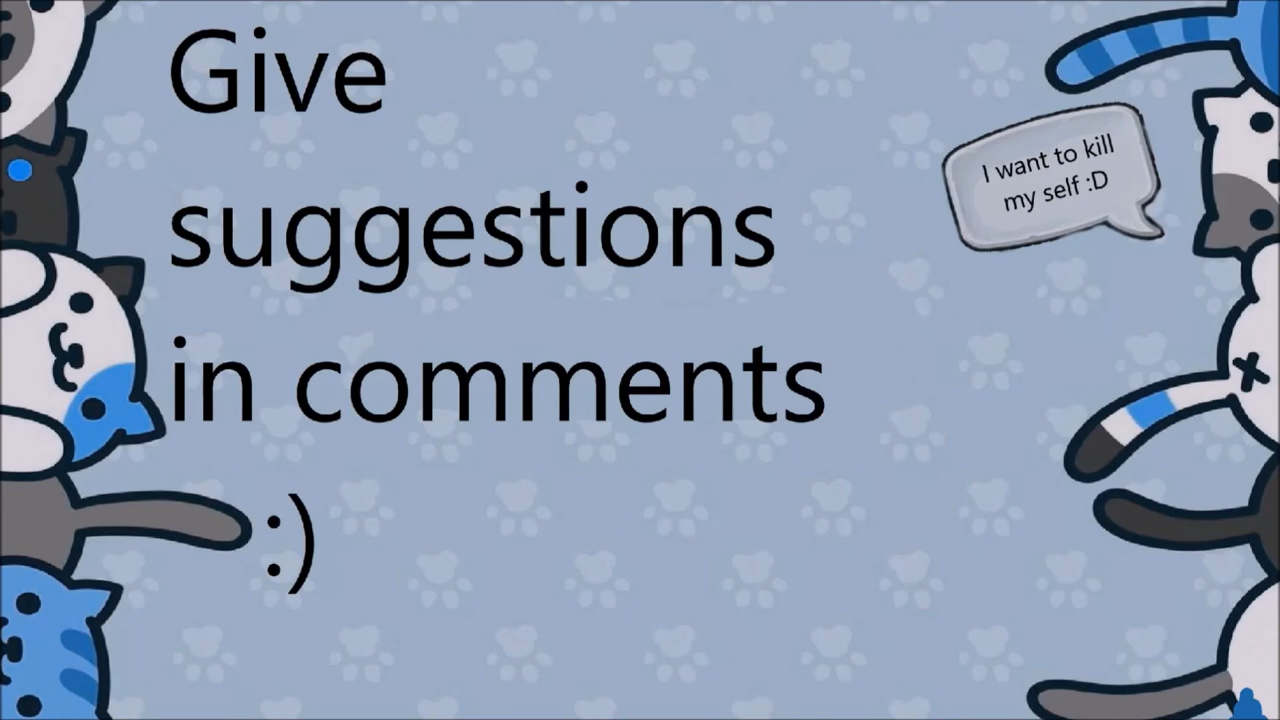 Give
suggestions
in comments
:)
I want to kill
my self :D